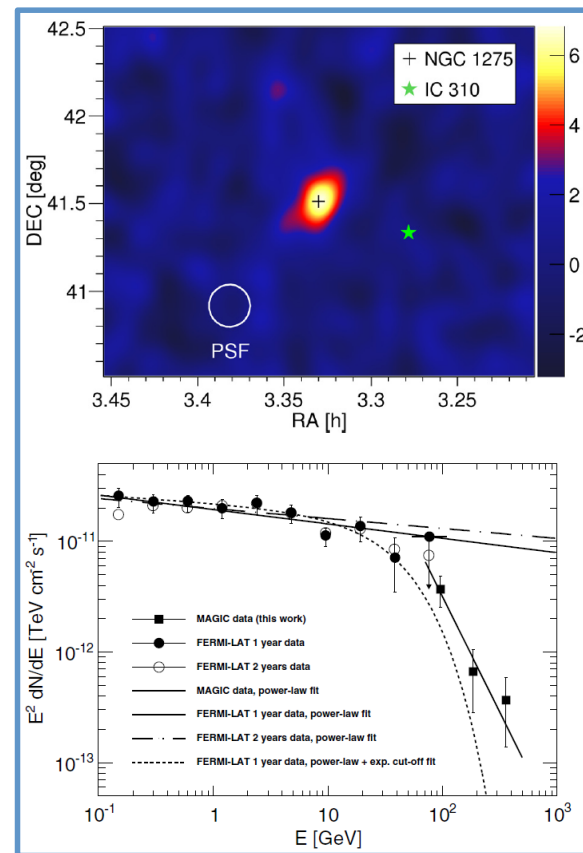 42.5
42
41.5
41
DEC [deg]
+ NGC 1275
★ IC 310
PSF
6
4
2
0
-2
3.45 3.4 3.35 3.3 3.25
RA [h]
E² dN/dE [TeV cm⁻² s⁻¹]
10⁻¹¹
10⁻¹²
10⁻¹³
MAGIC data (this work)
FERMI-LAT 1 year data
FERMI-LAT 2 years data
MAGIC data, power-law fit
FERMI-LAT 1 year data, power-law fit
FERMI-LAT 2 years data, power-law fit
FERMI-LAT 1 year data, power-law + exp. cut-off fit
10⁻¹ 1 10 10² 10³
E [GeV]